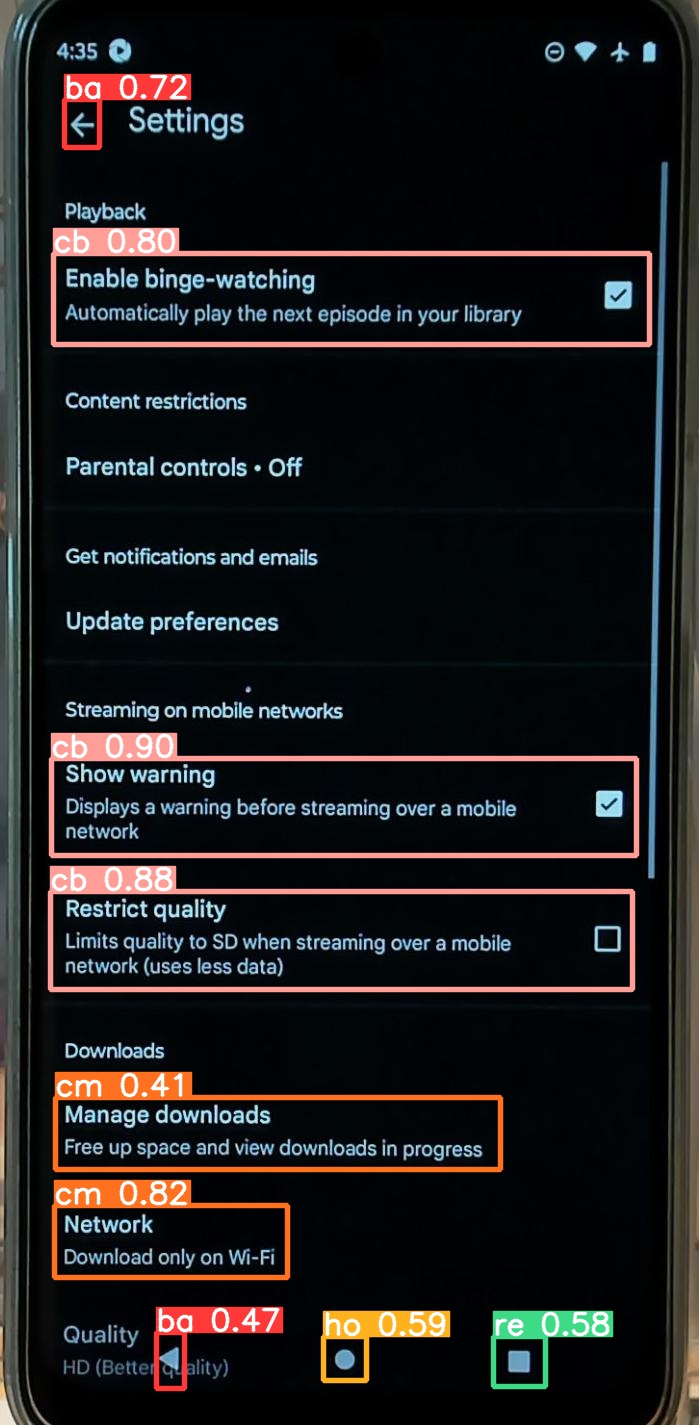 4:35
ba 0.72
Settings
Playback
cb 0.80
Enable binge-watching
Automatically play the next episode in your library
Content restrictions
Parental controls • Off
Get notifications and emails
Update preferences
Streaming on mobile networks
cb 0.90
Show warning
Displays a warning before streaming over a mobile
network
cb 0.88
Restrict quality
Limits quality to SD when streaming over a mobile
network (uses less data)
Downloads
cm 0.41
Manage downloads
Free up space and view downloads in progress
cm 0.82
Network
Download only on Wi-Fi
ba 0.47
ho 0.59
re 0.58
Quality
HD (Better quality)